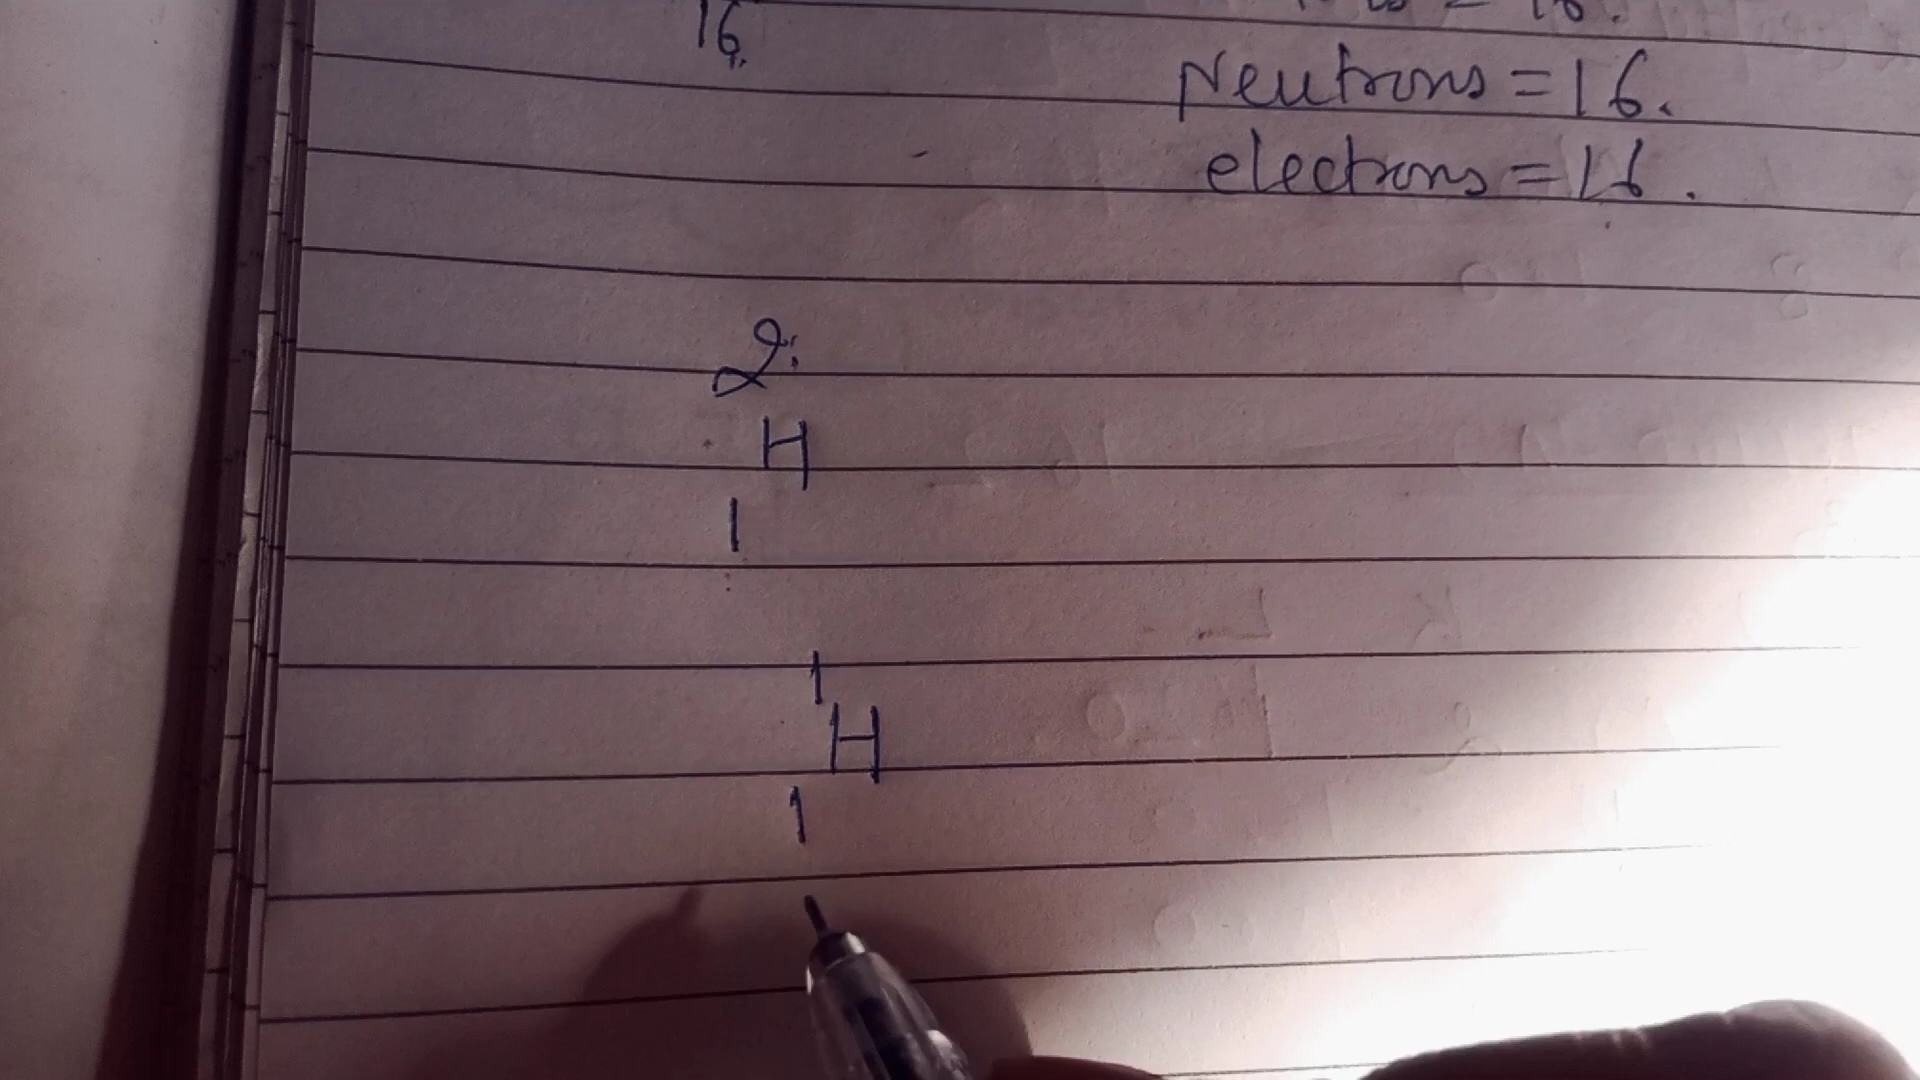 16.
Neutrons = 16.
electrons = 16.
2
H
1
1
H
1